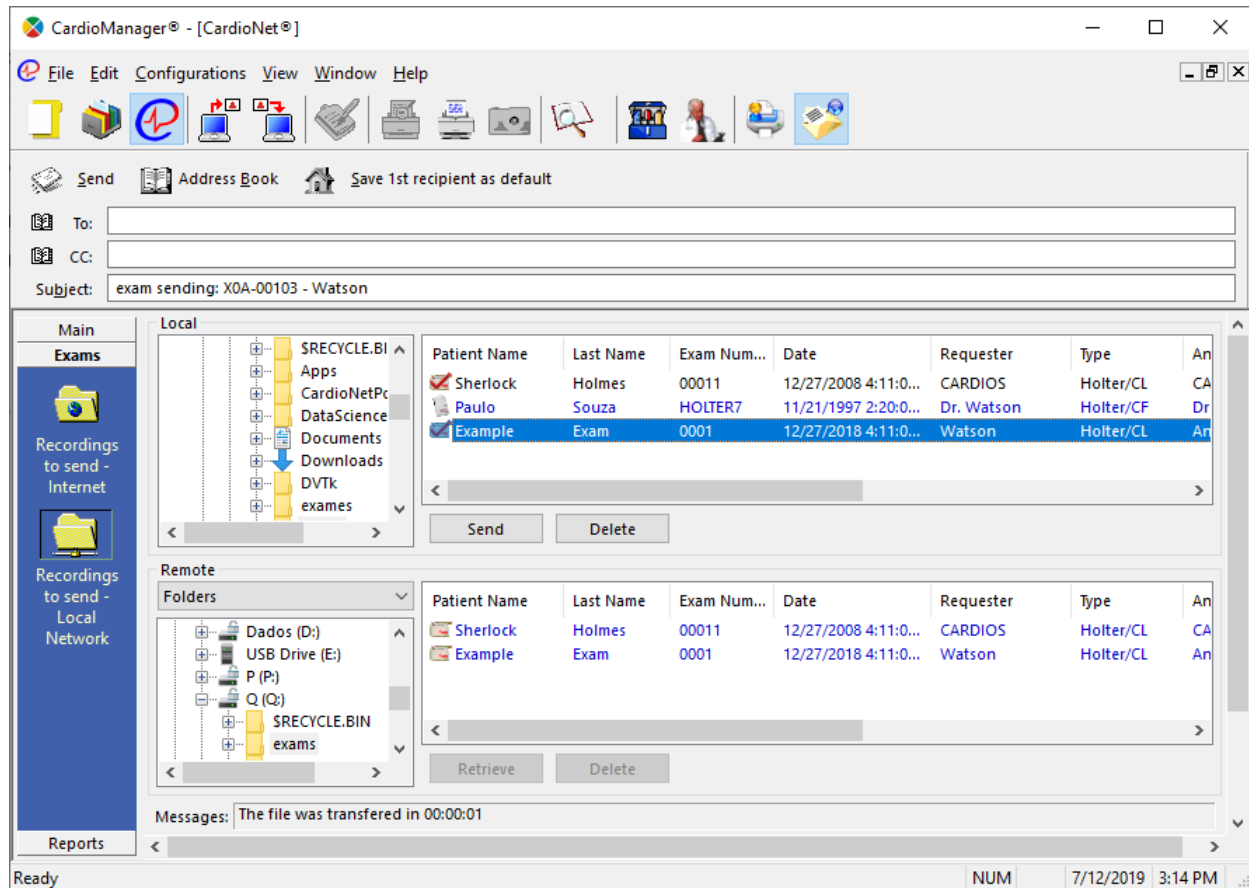 CardioManager® - [CardioNet®]
File Edit Configurations View Window Help
Send Address Book Save 1st recipient as default
To:
CC:
Subject: exam sending: X0A-00103 - Watson
Main
Exams
Recordings
to send -
Internet
Recordings
to send -
Local
Network
Reports
Local
$RECYCLE.BI
Apps
CardioNetPc
DataScience
Documents
Downloads
DVTk
exames
Patient Name Last Name Exam Num... Date Requester Type An
Sherlock Holmes 00011 12/27/2008 4:11:0... CARDIOS Holter/CL CA
Paulo Souza HOLTER7 11/21/1997 2:20:0... Dr. Watson Holter/CF Dr
Example Exam 0001 12/27/2018 4:11:0... Watson Holter/CL An
Send Delete
Remote
Folders
Dados (D:)
USB Drive (E:)
P (P:)
Q (Q:)
$RECYCLE.BIN
exams
Patient Name Last Name Exam Num... Date Requester Type An
Sherlock Holmes 00011 12/27/2008 4:11:0... CARDIOS Holter/CL CA
Example Exam 0001 12/27/2018 4:11:0... Watson Holter/CL An
Retrieve Delete
Messages: The file was transfered in 00:00:01
Ready NUM 7/12/2019 3:14 PM